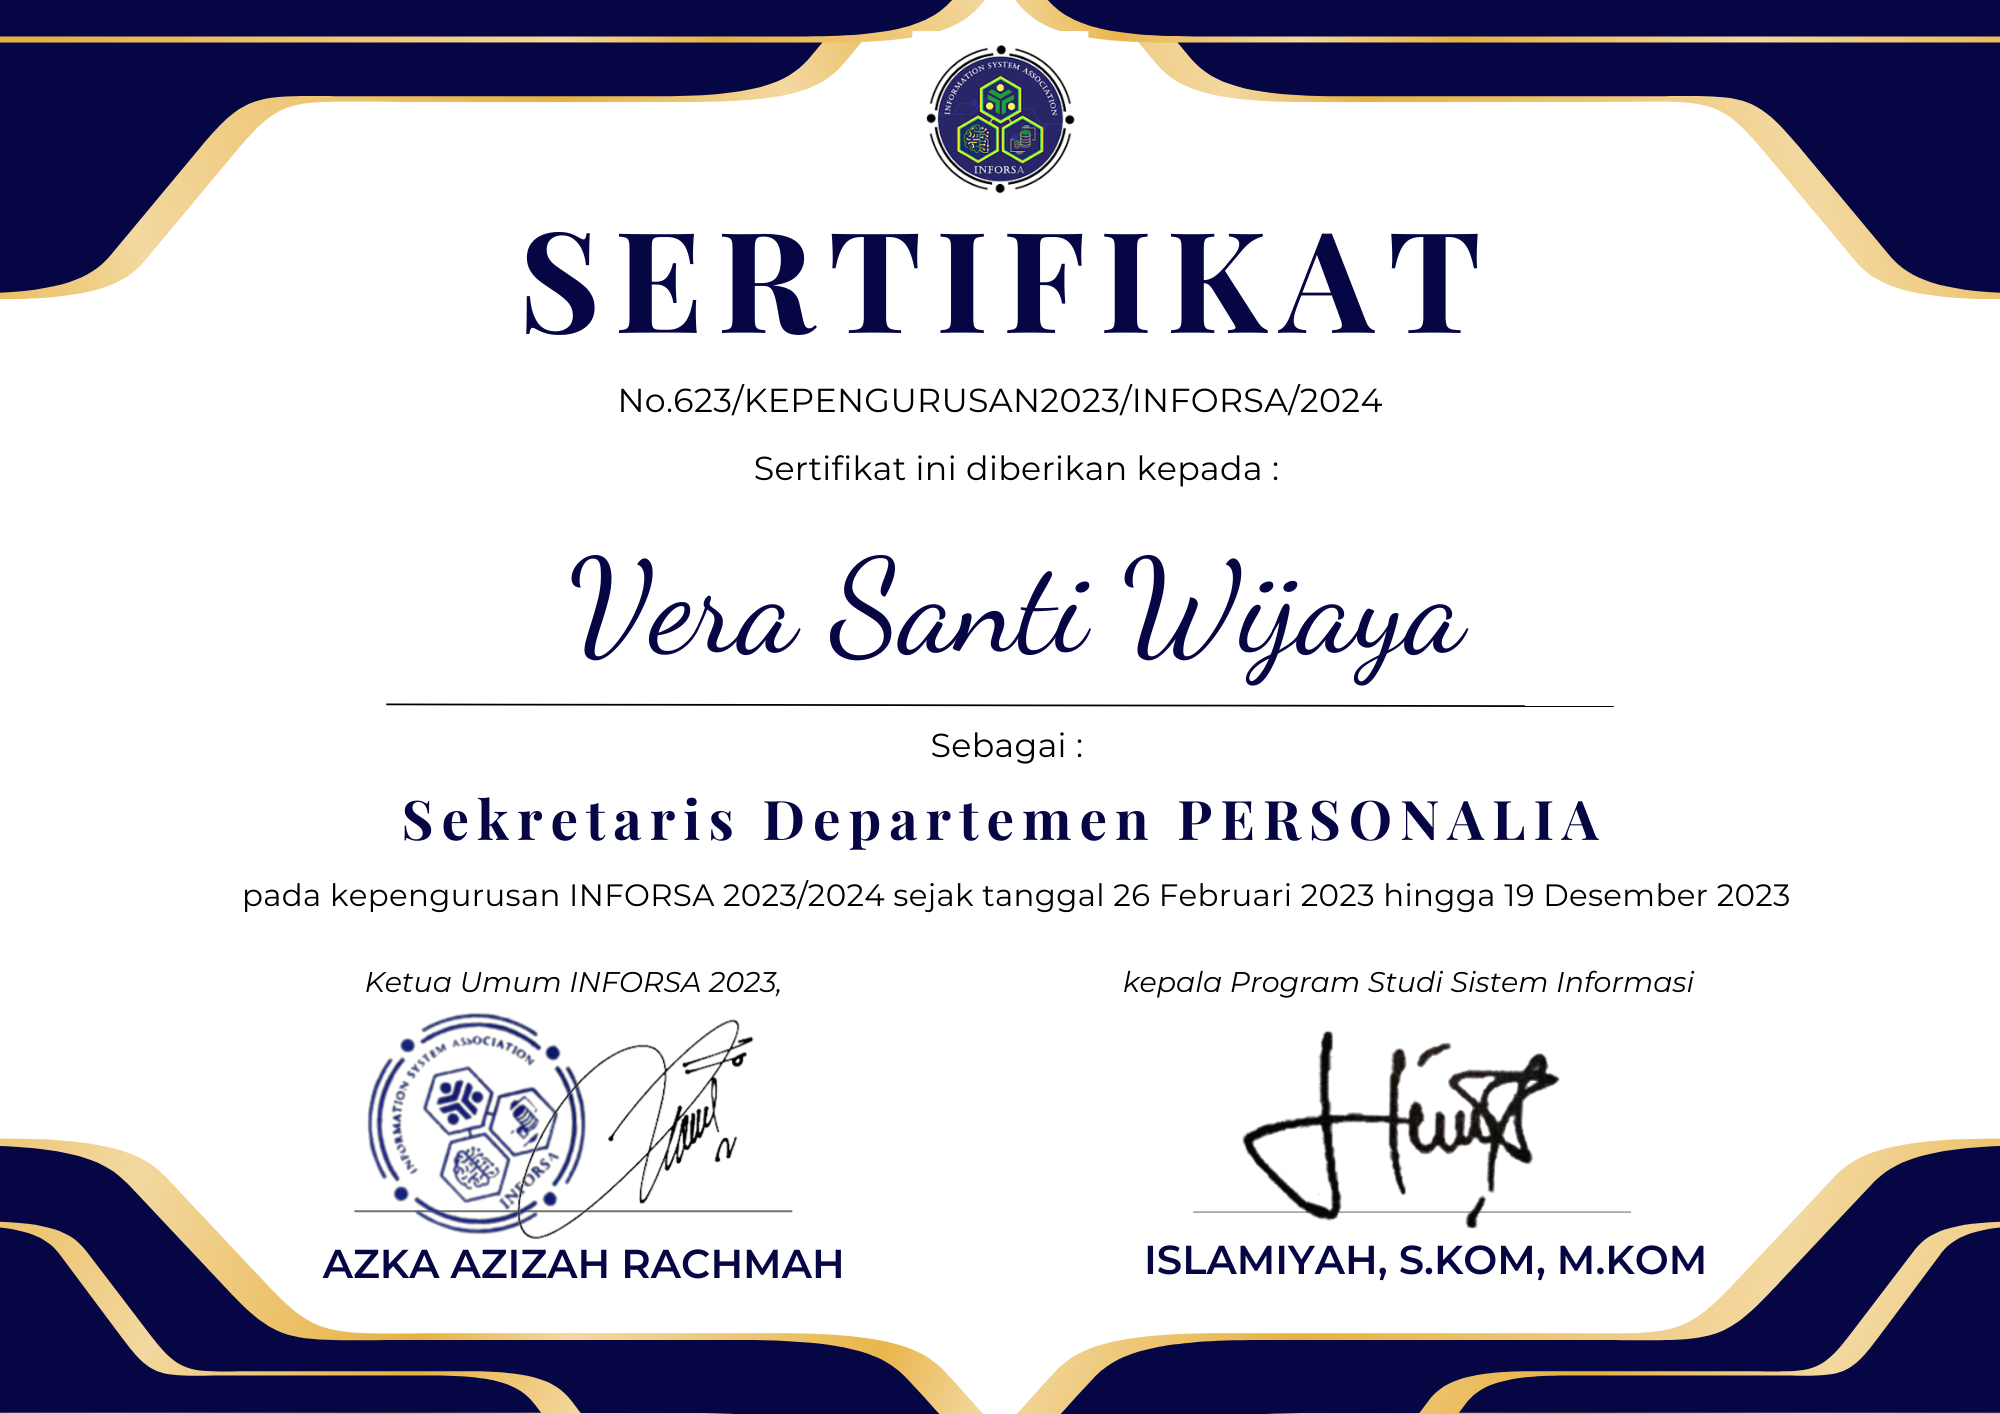 INFORMATION SYSTEM ASSOCIATION
INFORSA
SERTIFIKAT
No.623/KEPENGURUSAN2023/INFORSA/2024
Sertifikat ini diberikan kepada :
Vera Santi Wijaya
Sebagai :
Sekretaris Departemen PERSONALIA
pada kepengurusan INFORSA 2023/2024 sejak tanggal 26 Februari 2023 hingga 19 Desember 2023
Ketua Umum INFORSA 2023,
kepala Program Studi Sistem Informasi
INFORMATION SYSTEM ASSOCIATION
INFORSA
AZKA AZIZAH RACHMAH
ISLAMIYAH, S.KOM, M.KOM